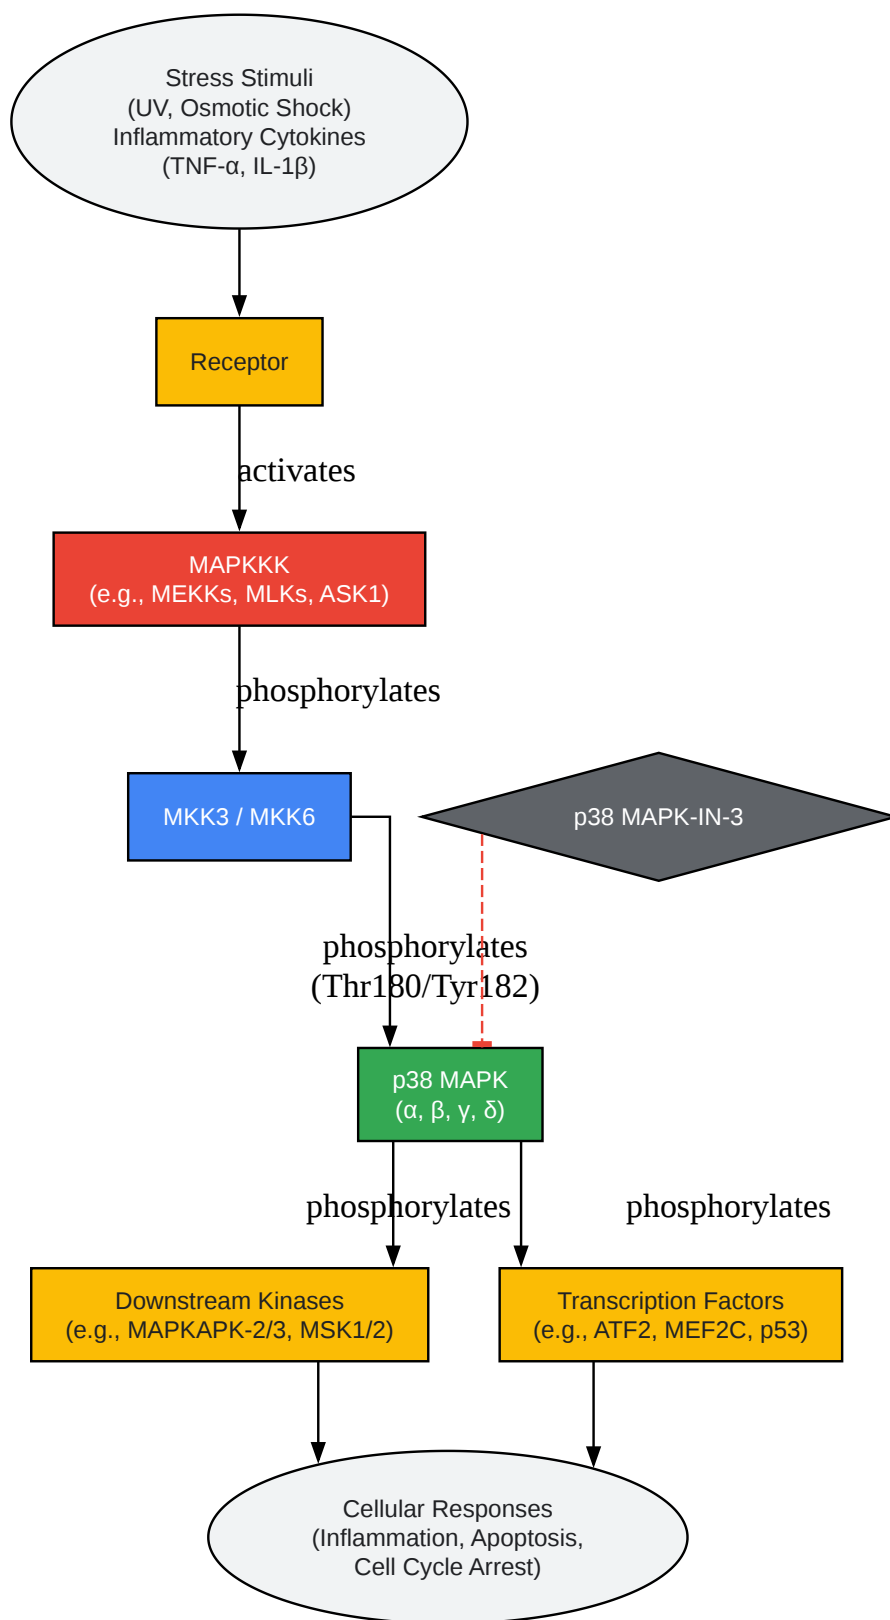 Stress Stimuli
(UV, Osmotic Shock)
Inflammatory Cytokines
(TNF-α, IL-1β)
Receptor
activates
MAPKKK
(e.g., MEKKs, MLKs, ASK1)
phosphorylates
MKK3 / MKK6
p38 MAPK-IN-3
phosphorylates
(Thr180/Tyr182)
p38 MAPK
(α, β, γ, δ)
phosphorylates
phosphorylates
Downstream Kinases
(e.g., MAPKAPK-2/3, MSK1/2)
Transcription Factors
(e.g., ATF2, MEF2C, p53)
Cellular Responses
(Inflammation, Apoptosis,
Cell Cycle Arrest)